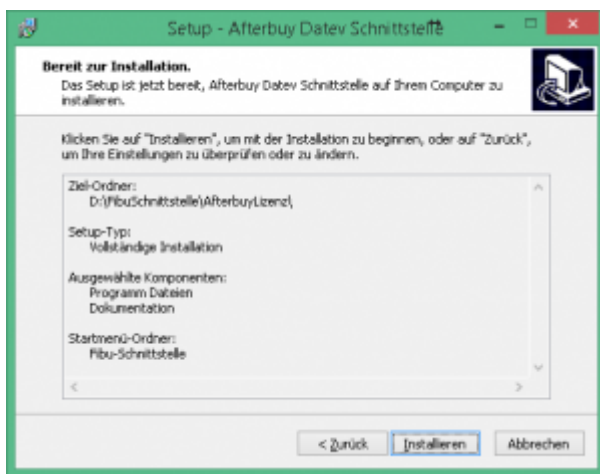 Setup - Afterbuy Datev Schnittstelle
Bereit zur Installation.
Das Setup ist jetzt bereit, Afterbuy Datev Schnittstelle auf Ihrem Computer zu
installieren.
Klicken Sie auf "Installieren", um mit der Installation zu beginnen, oder auf "Zurück",
um Ihre Einstellungen zu überprüfen oder zu ändern.
Ziel-Ordner:
D:\FibuSchnittstelle\AfterbuyLizenz\
Setup-Typ:
Vollständige Installation
Ausgewählte Komponenten:
Programm Dateien
Dokumentation
Startmenü-Ordner:
Fibu-Schnittstelle
< Zurück
Installieren
Abbrechen